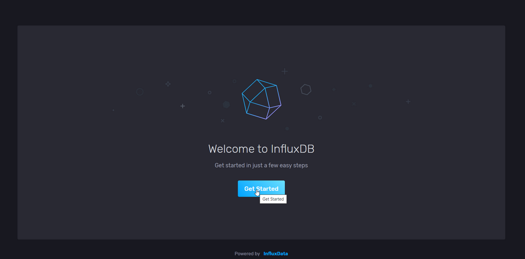 Welcome to InfluxDB
Get started in just a few easy steps
Get Started
Get Started
Powered by InfluxData